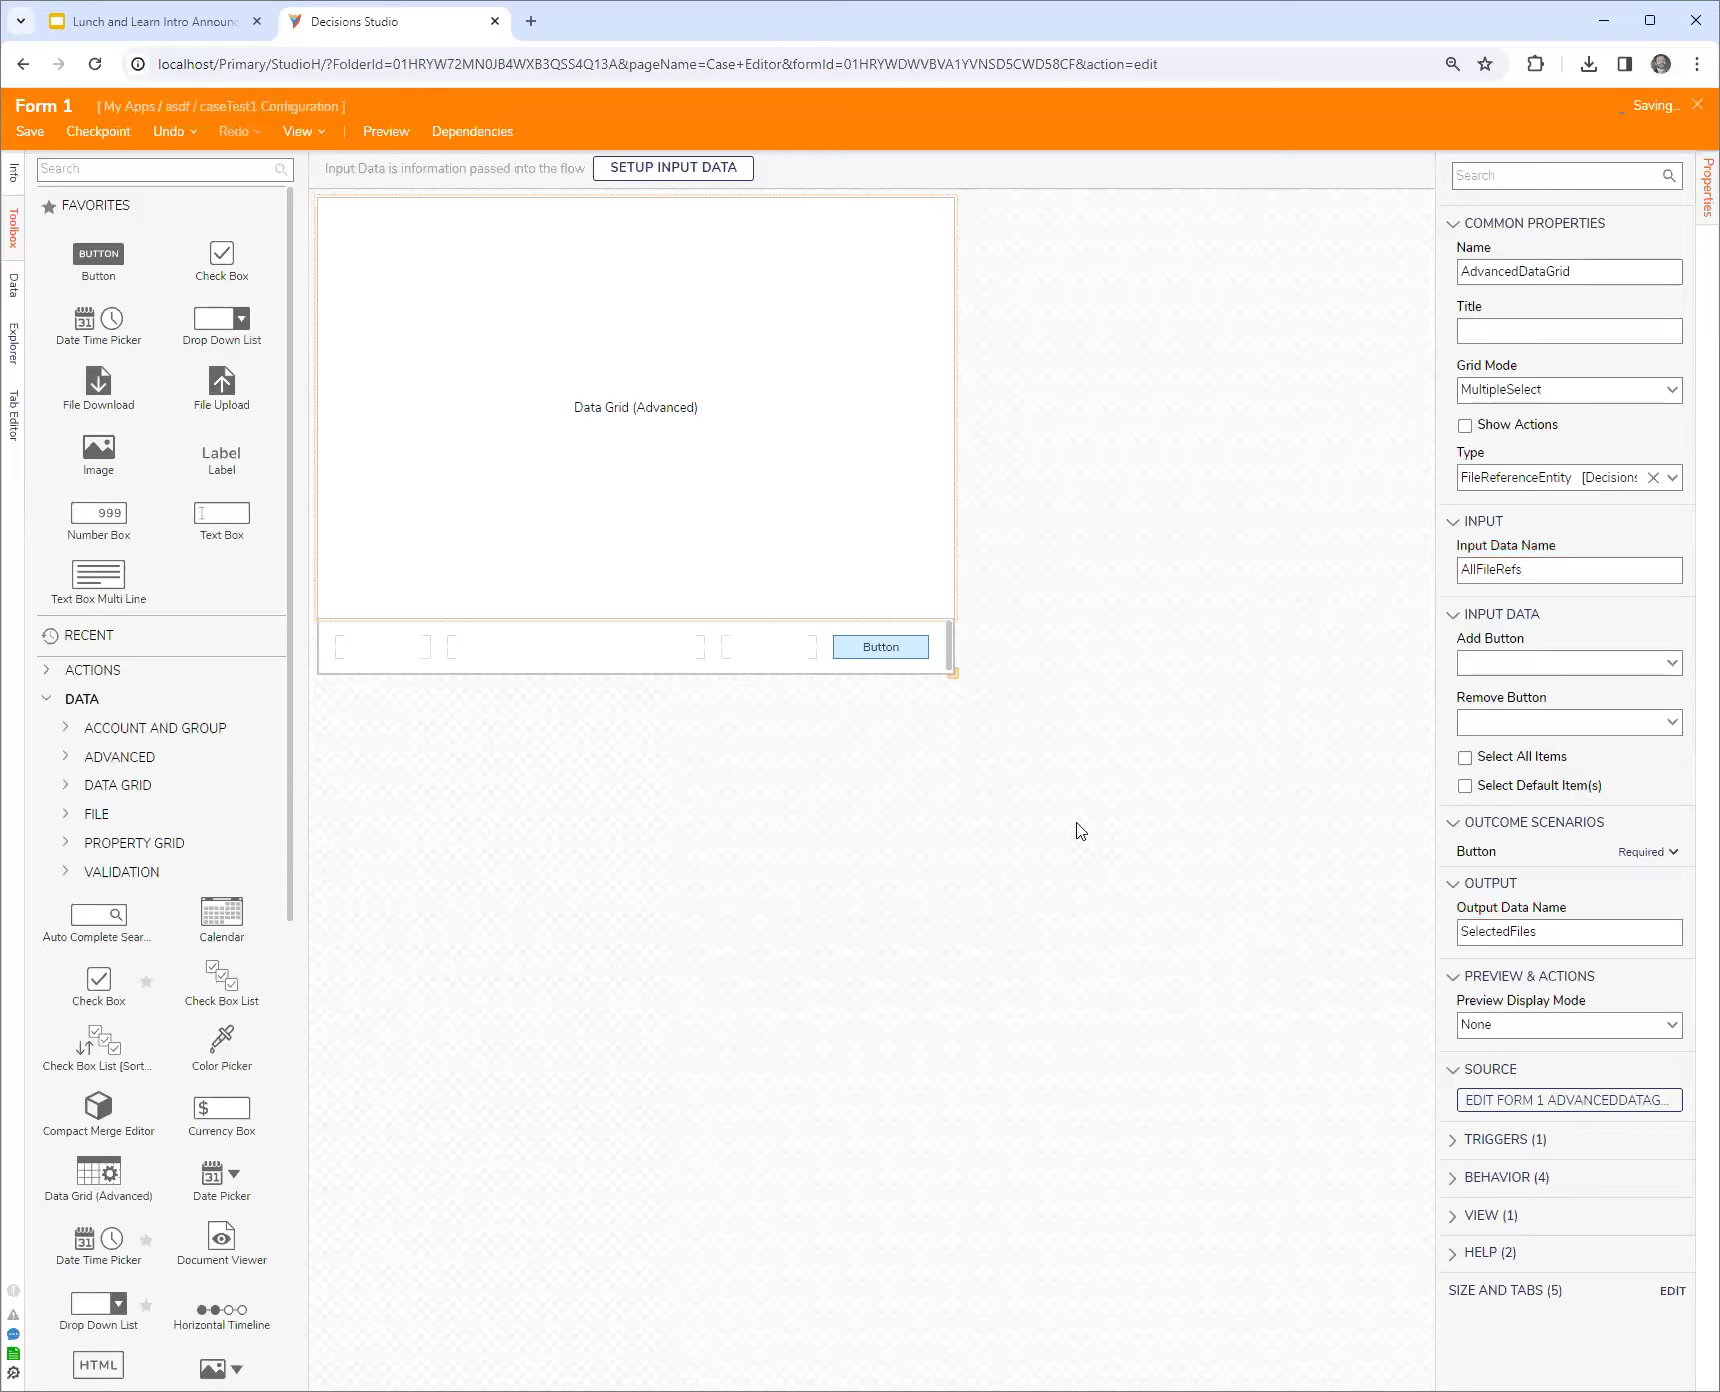 Lunch and Learn Intro Announc
Decisions Studio
localhost/Primary/StudioH/?FolderId=01HRYW72MN0JB4WXB3QSS4Q13A&pageName=Case+Editor&formId=01HRYWDWVBVA1YVNSD5CWD58CF&action=edit
Form 1 [ My Apps / asdf / caseTest1 Configuration ]
Saving...
Save Checkpoint Undo Redo View | Preview Dependencies
Info
Toolbox
Data
Explorer
Tab Editor
Search
FAVORITES
BUTTON
Button Check Box
31
Date Time Picker Drop Down List
File Download File Upload
Label
Image Label
999
Number Box Text Box
Text Box Multi Line
RECENT
ACTIONS
DATA
ACCOUNT AND GROUP
ADVANCED
DATA GRID
FILE
PROPERTY GRID
VALIDATION
Auto Complete Sear... Calendar
Check Box Check Box List
Check Box List [Sort... Color Picker
$
Compact Merge Editor Currency Box
31
Data Grid (Advanced) Date Picker
31
Date Time Picker Document Viewer
Drop Down List Horizontal Timeline
HTML
Input Data is information passed into the flow SETUP INPUT DATA
Data Grid (Advanced)
Button
Properties
Search
COMMON PROPERTIES
Name
AdvancedDataGrid
Title
Grid Mode
MultipleSelect
Show Actions
Type
FileReferenceEntity [Decisions
INPUT
Input Data Name
AllFileRefs
INPUT DATA
Add Button
Remove Button
Select All Items
Select Default Item(s)
OUTCOME SCENARIOS
Button Required
OUTPUT
Output Data Name
SelectedFiles
PREVIEW & ACTIONS
Preview Display Mode
None
SOURCE
EDIT FORM 1 ADVANCEDDATAG...
TRIGGERS (1)
BEHAVIOR (4)
VIEW (1)
HELP (2)
SIZE AND TABS (5) EDIT